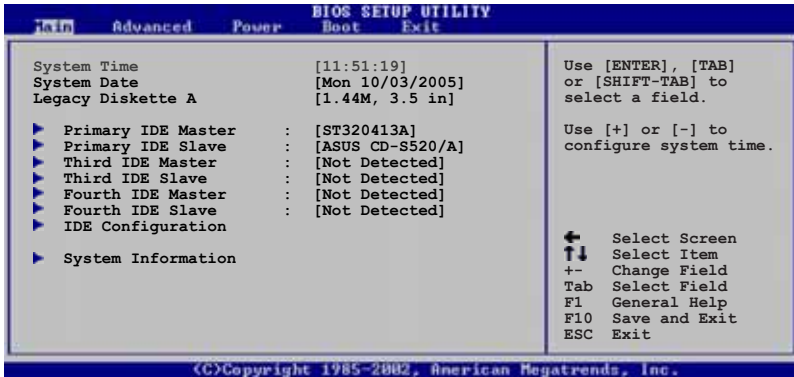 BIOS SETUP UTILITY
Main Advanced Power Boot Exit
System Time [11:51:19]
System Date [Mon 10/03/2005]
Legacy Diskette A [1.44M, 3.5 in]
Primary IDE Master : [ST320413A]
Primary IDE Slave : [ASUS CD-S520/A]
Third IDE Master : [Not Detected]
Third IDE Slave : [Not Detected]
Fourth IDE Master : [Not Detected]
Fourth IDE Slave : [Not Detected]
IDE Configuration
System Information
Use [ENTER], [TAB]
or [SHIFT-TAB] to
select a field.
Use [+] or [-] to
configure system time.
← Select Screen
↑↓ Select Item
+- Change Field
Tab Select Field
F1 General Help
F10 Save and Exit
ESC Exit
(C)Copyright 1985-2002, American Megatrends, Inc.